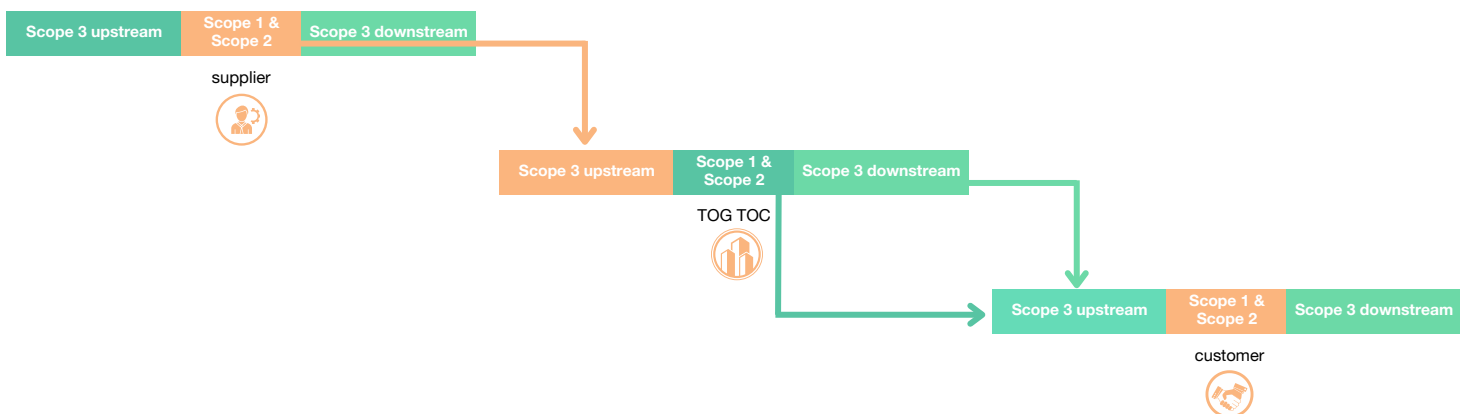 Scope 3 upstream
Scope 1 &
Scope 2
Scope 3 downstream
supplier
Scope 3 upstream
Scope 1 &
Scope 2
Scope 3 downstream
TOG TOC
Scope 3 upstream
Scope 1 &
Scope 2
Scope 3 downstream
customer